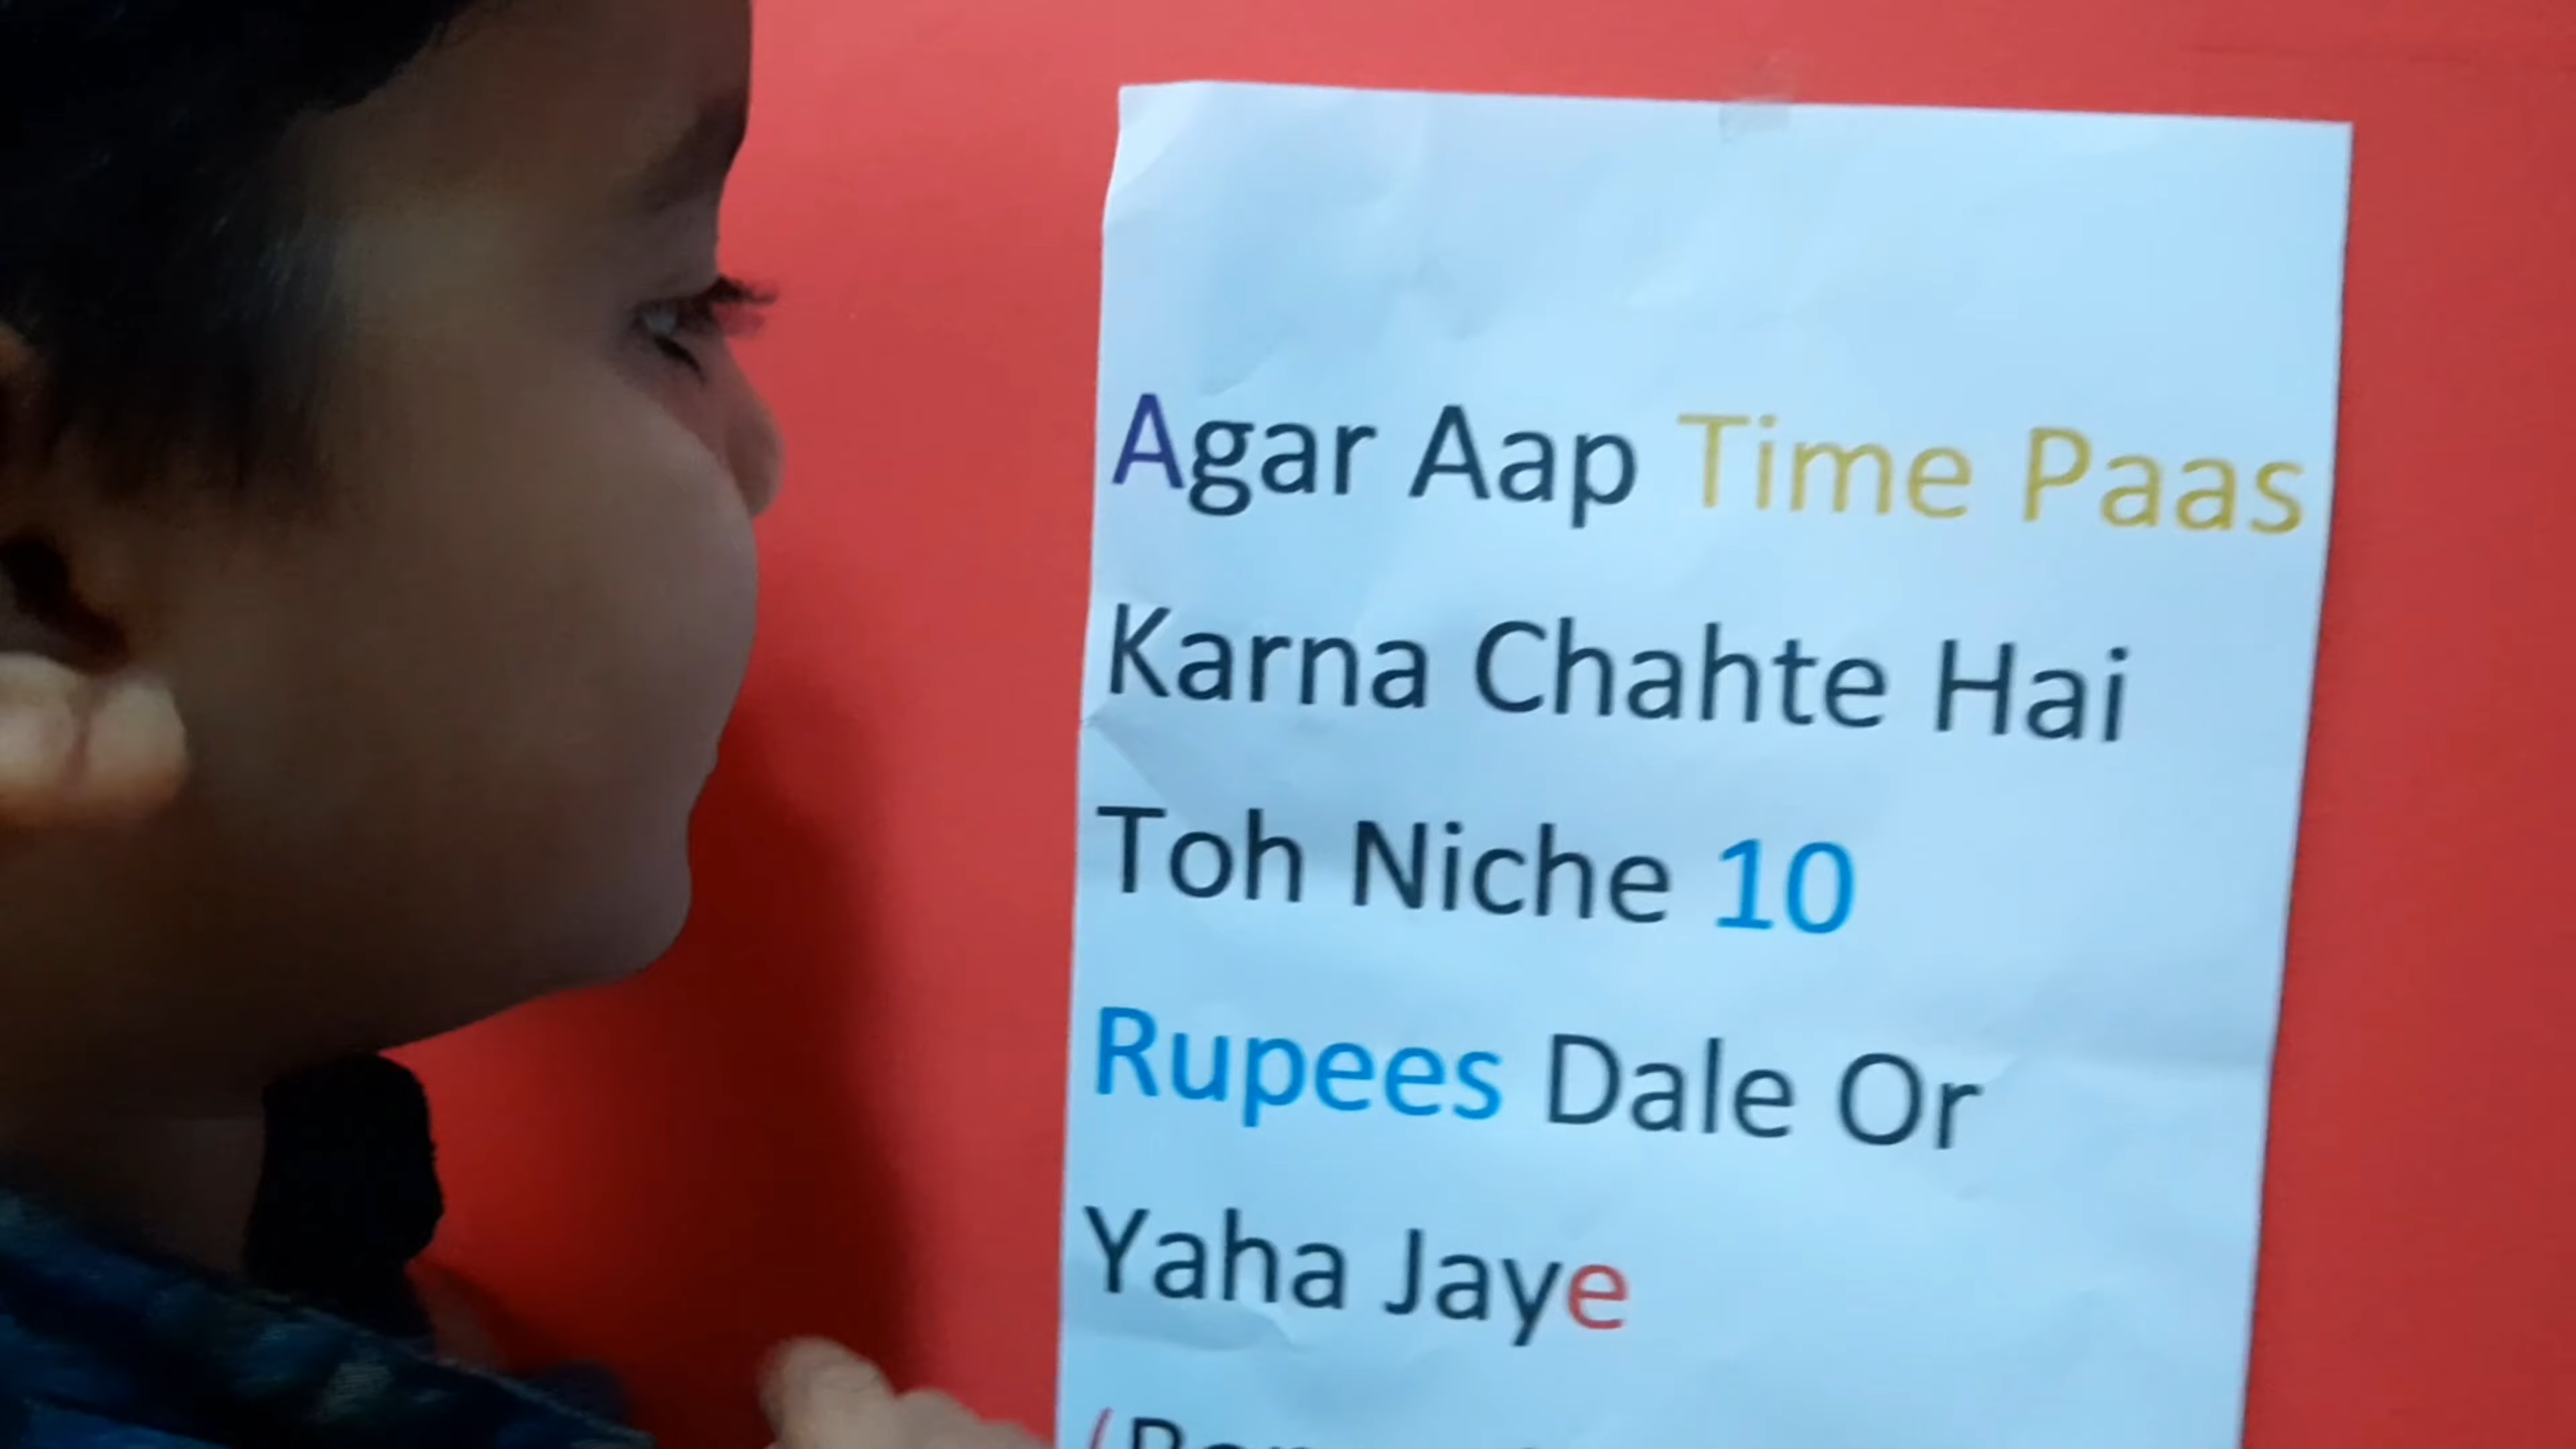 Agar Aap Time Paas
Karna Chahte Hai
Toh Niche 10
Rupees Dale Or
Yaha Jaye